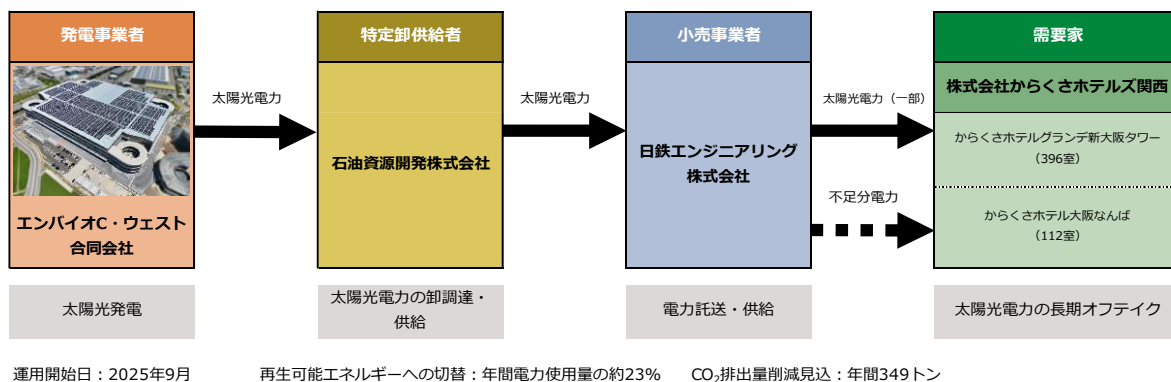 発電事業者
エンバイオC・ウェスト
合同会社
太陽光発電
太陽光電力
特定卸供給者
石油資源開発株式会社
太陽光電力の卸調達・
供給
太陽光電力
小売事業者
日鉄エンジニアリング
株式会社
電力託送・供給
太陽光電力（一部）
不足分電力
需要家
株式会社からくさホテルズ関西
からくさホテルグランデ新大阪タワー
（396室）
からくさホテル大阪なんば
（112室）
太陽光電力の長期オフテイク
運用開始日：2025年9月
再生可能エネルギーへの切替：年間電力使用量の約23%
CO₂排出量削減見込：年間349トン